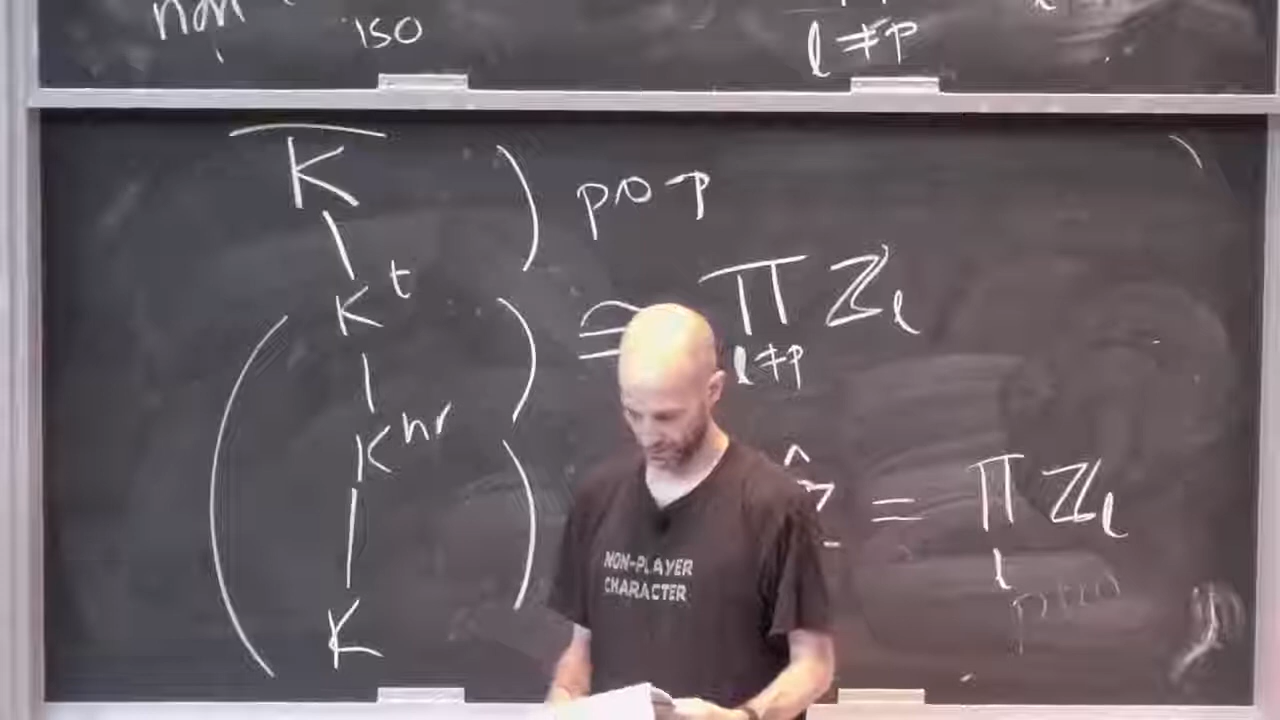 iso
l ≠ p
K̅
) pro p
K^t
) ≅ ∏ ℤ_l
l ≠ p
K^nr
= ∏ ℤ_l
l
K
NON-PLAYER
CHARACTER